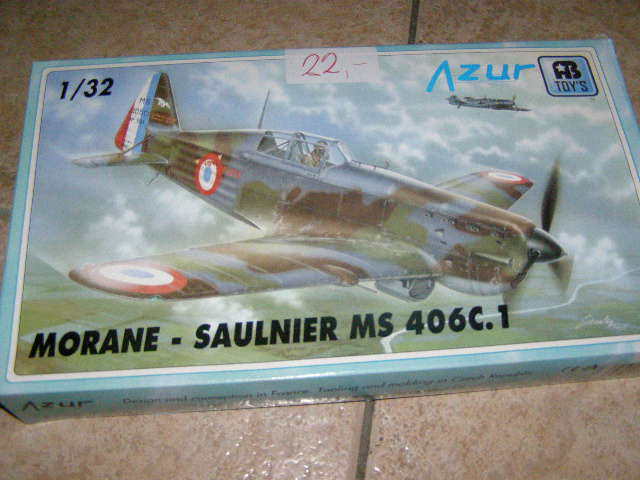 22,-
Azur
AB
TOY'S
1/32
MORANE - SAULNIER MS 406C.1
Azur
Design and conception in France. Tooling and molding in Czech Republic